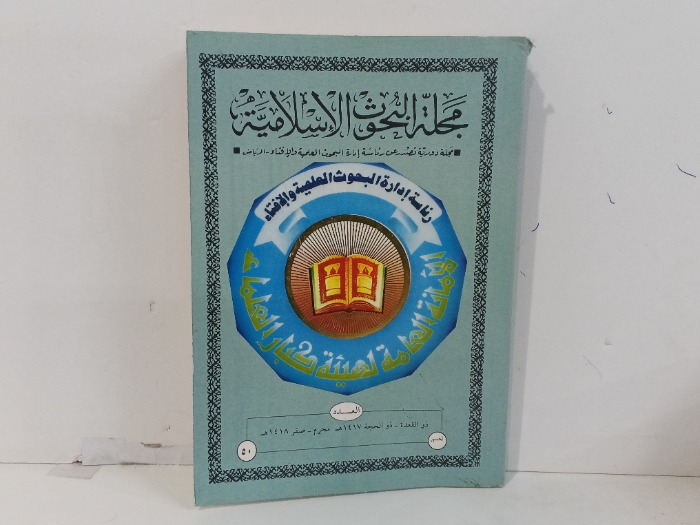 مجلة البحوث الإسلامية
■ مجلة دورية تصدر عن رئاسة إدارة البحوث العلمية والإفتاء - الرياض ■
رئاسة إدارة البحوث العلمية والإفتاء
الأمانة العامة لهيئة كبار العلماء
العدد
ذو القعدة - ذو الحجة ١٤١٧هـ محرم - صفر ١٤١٨هـ
٥٠